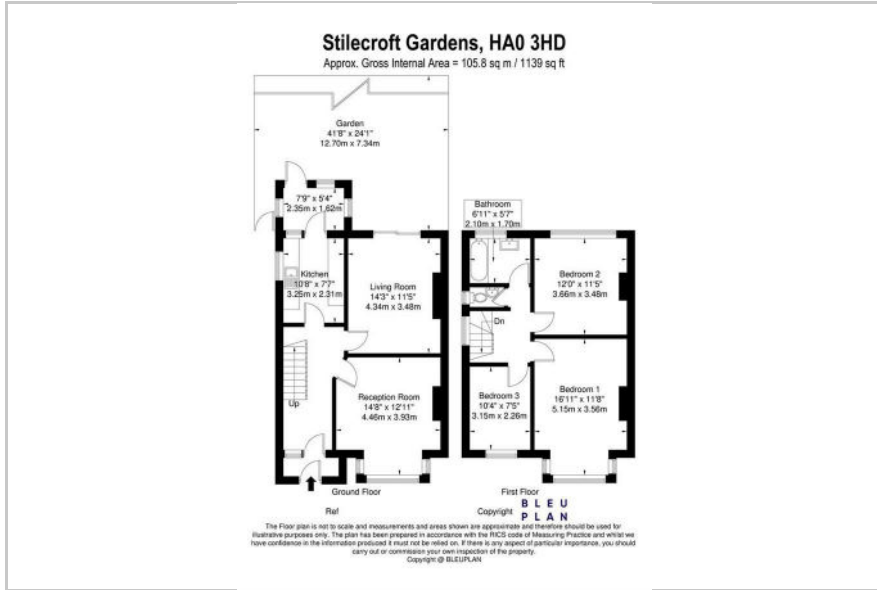 Stilecroft Gardens, HA0 3HD
Approx. Gross Internal Area = 105.8 sq m / 1139 sq ft
Garden
41'8" x 24'1"
12.70m x 7.34m
7'9" x 5'4"
2.35m x 1.62m
Kitchen
10'8" x 7'7"
3.25m x 2.31m
Living Room
14'3" x 11'5"
4.34m x 3.48m
Up
Reception Room
14'8" x 12'11"
4.46m x 3.93m
Ground Floor
Bathroom
6'11" x 5'7"
2.10m x 1.70m
Bedroom 2
12'0" x 11'5"
3.66m x 3.48m
Dn
Bedroom 3
10'4" x 7'5"
3.15m x 2.26m
Bedroom 1
16'11" x 11'8"
5.15m x 3.56m
First Floor
Ref
Copyright
BLEU
PLAN
The Floor plan is not to scale and measurements and areas shown are approximate and therefore should be used for
illustrative purposes only. The plan has been prepared in accordance with the RICS code of Measuring Practice and whilst we
have confidence in the information produced it must not be relied on. If there is any aspect of particular importance, you should
carry out or commission your own inspection of the property.
Copyright @ BLEUPLAN